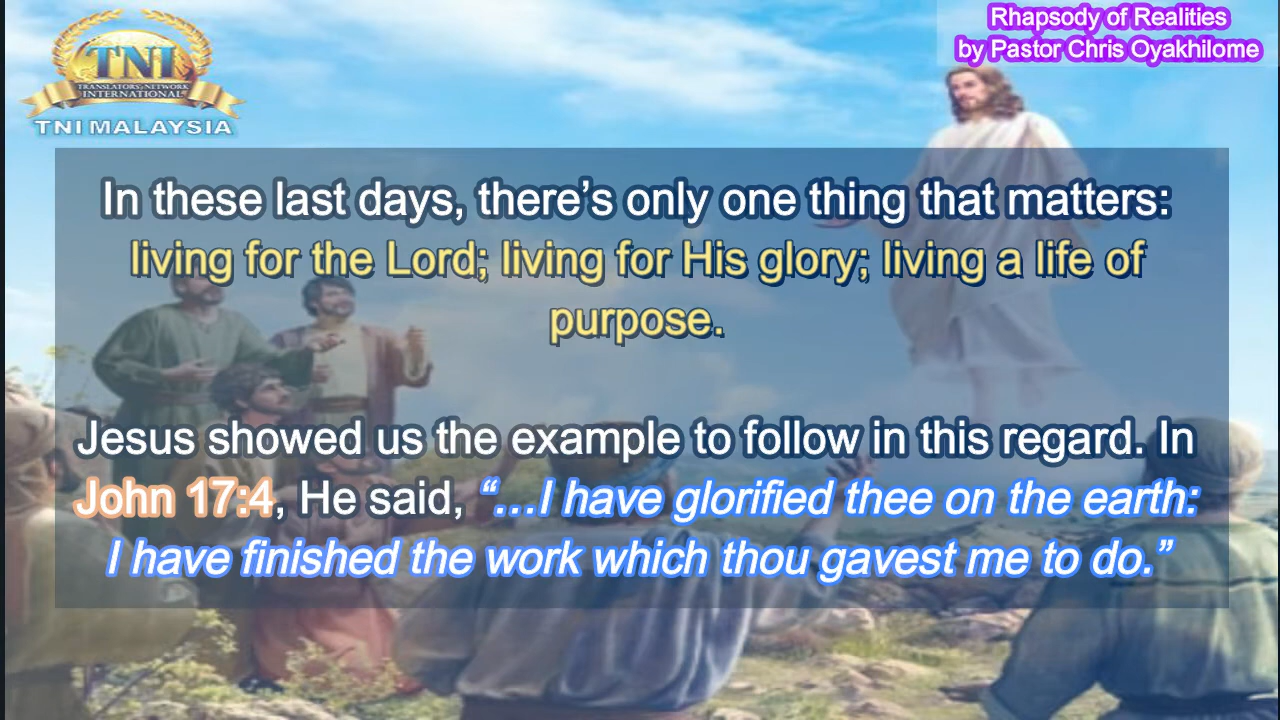 Rhapsody of Realities
by Pastor Chris Oyakhilome
TNI
TRANSLATORS NETWORK
INTERNATIONAL
TNI MALAYSIA
In these last days, there’s only one thing that matters:
living for the Lord; living for His glory; living a life of
purpose.
Jesus showed us the example to follow in this regard. In
John 17:4, He said, “…I have glorified thee on the earth:
I have finished the work which thou gavest me to do.”